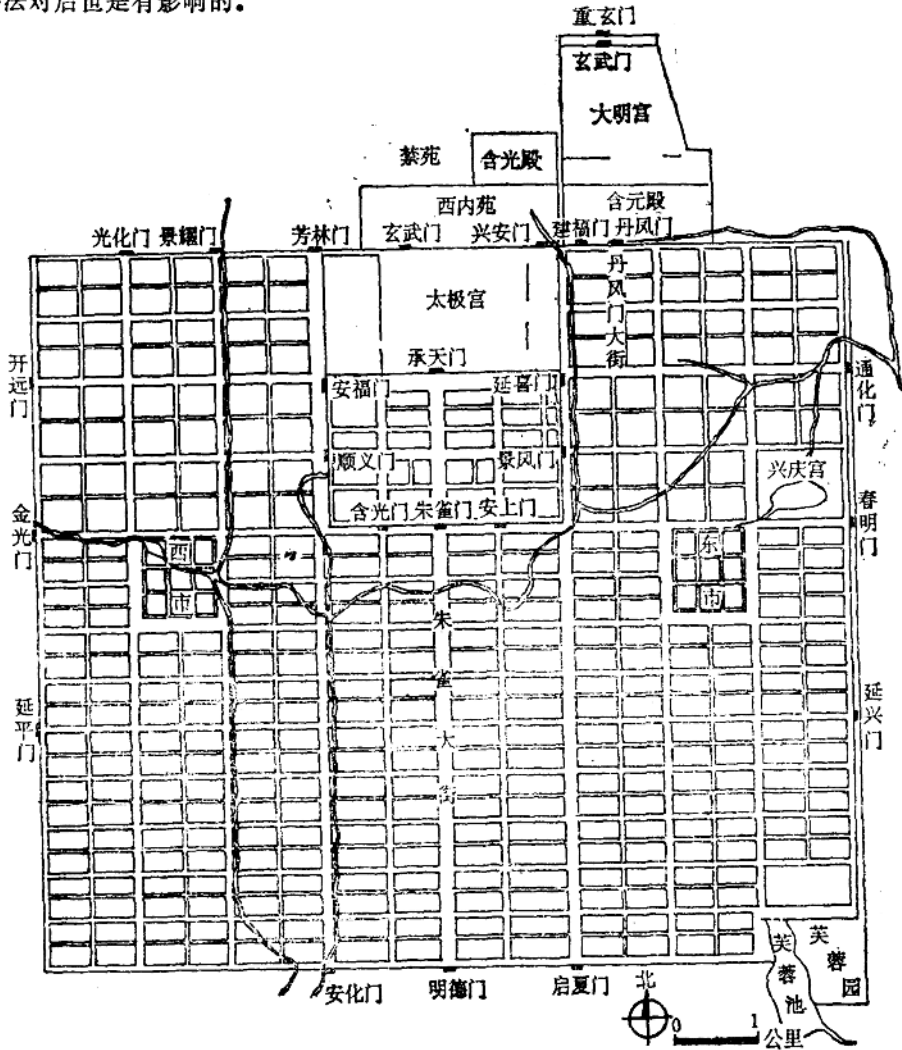 法对后世是有影响的.
重玄门
玄武门
大明宫
禁苑
含光殿
西内苑
含元殿
光化门
景耀门
芳林门
玄武门
兴安门
建福门
丹凤门
太极宫
丹凤门大街
承天门
开远门
安福门
延喜门
通化门
顺义门
景风门
兴庆宫
金光门
含光门
朱雀门
安上门
春明门
西市
东市
朱雀大街
延平门
延兴门
安化门
明德门
启夏门
北
芙蓉池
芙蓉园
0 1 公里